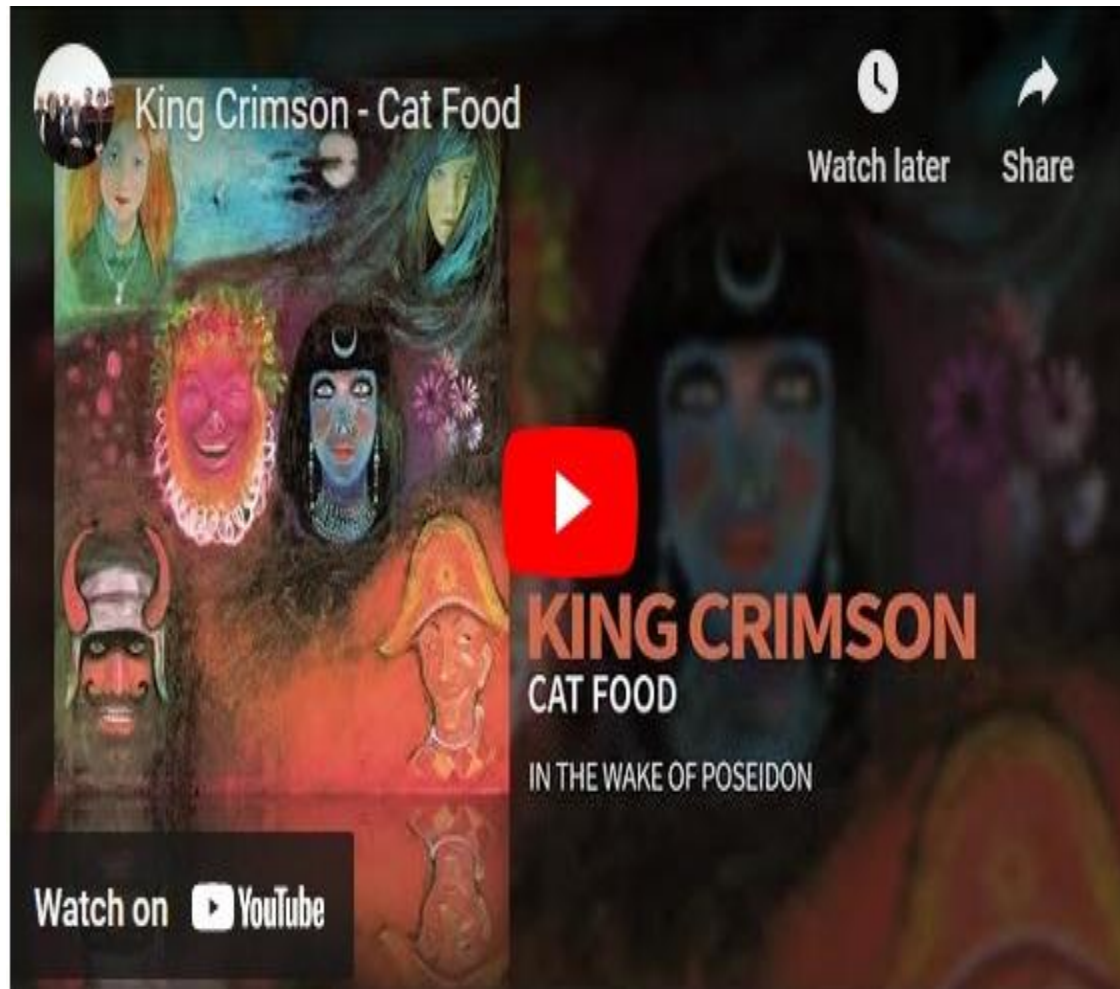 King Crimson - Cat Food
Watch later
Share
KING CRIMSON
CAT FOOD
IN THE WAKE OF POSEIDON
Watch on YouTube